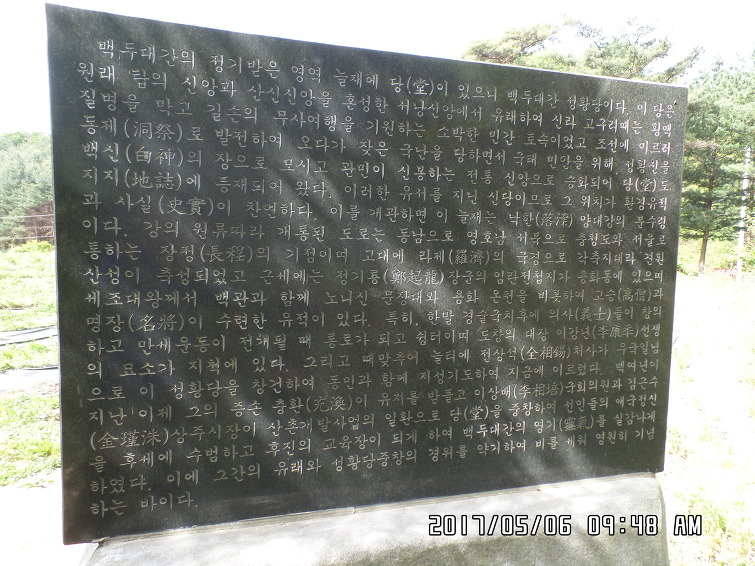 백두대간의 정기받은 영역 늘재에 당(堂)이 있으니 백두대간 성황당이다. 이 당은
원래 탑의 신앙과 산신신앙을 혼성한 서낭신앙에서 유래하여 신라 고구려때는 횡액
질병을 막고 길손의 무사여행을 기원하는 소박한 민간 토속이었고 조선에 이르러
동제(洞祭)로 발전하여 오다가 잦은 국난을 당하면서 국태 민안을 위해 성황신을
백신(白神)의 장으로 모시고 관민이 신봉하는 전통 신앙으로 승화되어 당(堂)도
지지(地誌)에 등재되어 왔다. 이러한 유서를 지닌 신당이므로 그 위치가 환경유적
과 사실(史實)이 찬연하다. 이를 개관하면 이 늘재는 낙한(落漢) 양대강의 분수령
이다. 강의 원류따라 개통된 도로는 동남으로 영호남 서북으로 충청도와 서울로
통하는 장정(長程)의 기점이며 고대에 라제(羅濟)의 국경으로 각축지대라 견훤
산성이 축성되었고 근세에는 정기룡(鄭起龍)장군의 임란전첩지가 용화동에 있으며
세조대왕께서 백관과 함께 노니신 문장대와 용화 온천을 비롯하여 고승(高僧)과
명장(名將)이 수련한 유적이 있다. 특히, 한말 경술국치후에 의사(義士)들이 창의
하고 만세운동이 전개될 때 통로가 되고 쉼터이며 도창의 대장 이강년(李康秊)선생
의 묘소가 지척에 있다. 그리고 때맞추어 늘티에 전상석(全相錫)처사가 우국일념
으로 이 성황당을 창건하여 동민과 함께 지성기도하여 지금에 이르렀다. 백여년이
지난 이제 그의 증손 충환(充渙)이 유지를 받들고 이상배(李相培)국회의원과 김근수
(金瑾洙)상주시장이 산촌개발사업의 일환으로 당(堂)을 중창하여 선인들의 애국정신
을 후세에 수범하고 후진의 교육장이 되게 하여 백두대간의 영기(靈氣)를 실감나게
하였다. 이에 그간의 유래와 성황당중창의 경위를 약기하여 비를 세워 영원히 기념
하는 바이다.
2017/05/06 09:48 AM